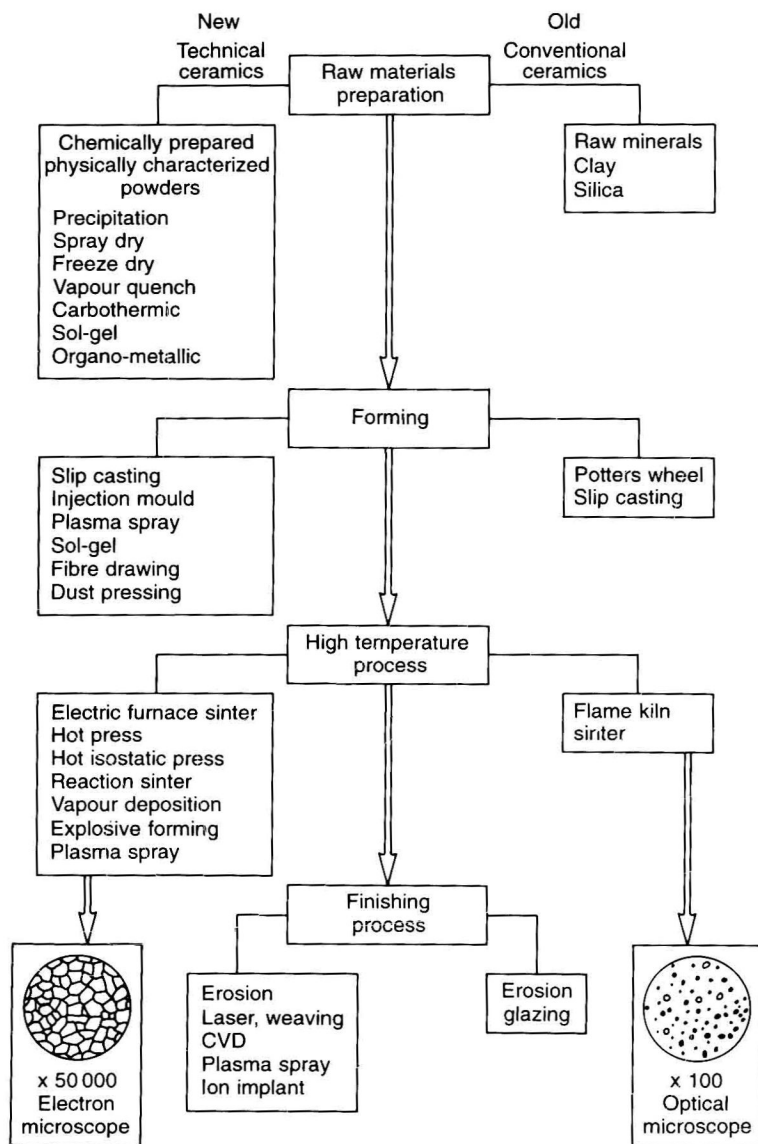 New
Old
Technical
ceramics
Raw materials
preparation
Conventional
ceramics
Chemically prepared
physically characterized
powders
Precipitation
Spray dry
Freeze dry
Vapour quench
Carbothermic
Sol-gel
Organo-metallic
Raw minerals
Clay
Silica
Forming
Slip casting
Injection mould
Plasma spray
Sol-gel
Fibre drawing
Dust pressing
Potters wheel
Slip casting
High temperature
process
Electric furnace sinter
Hot press
Hot isostatic press
Reaction sinter
Vapour deposition
Explosive forming
Plasma spray
Flame kiln
sinter
Finishing
process
Erosion
Laser, weaving
CVD
Plasma spray
Ion implant
Erosion
glazing
x 50 000
Electron
microscope
x 100
Optical
microscope